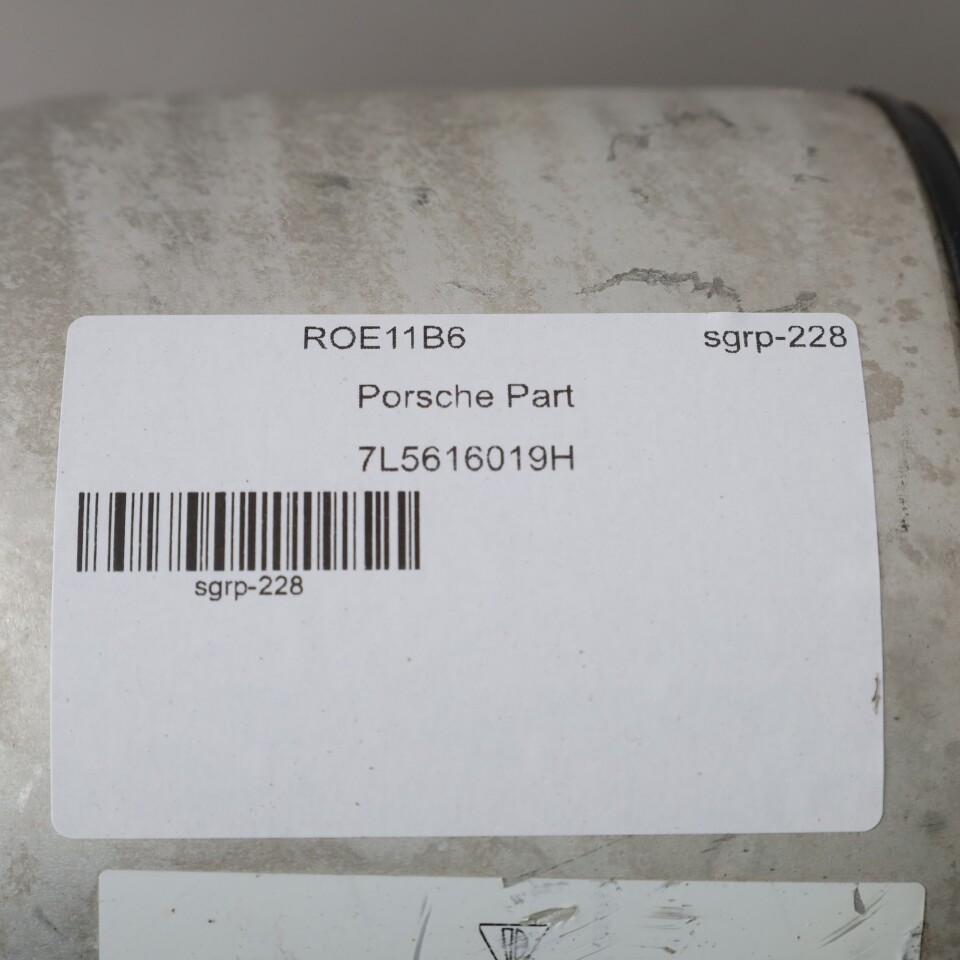 ROE11B6 sgrp-228
Porsche Part
7L5616019H
sgrp-228